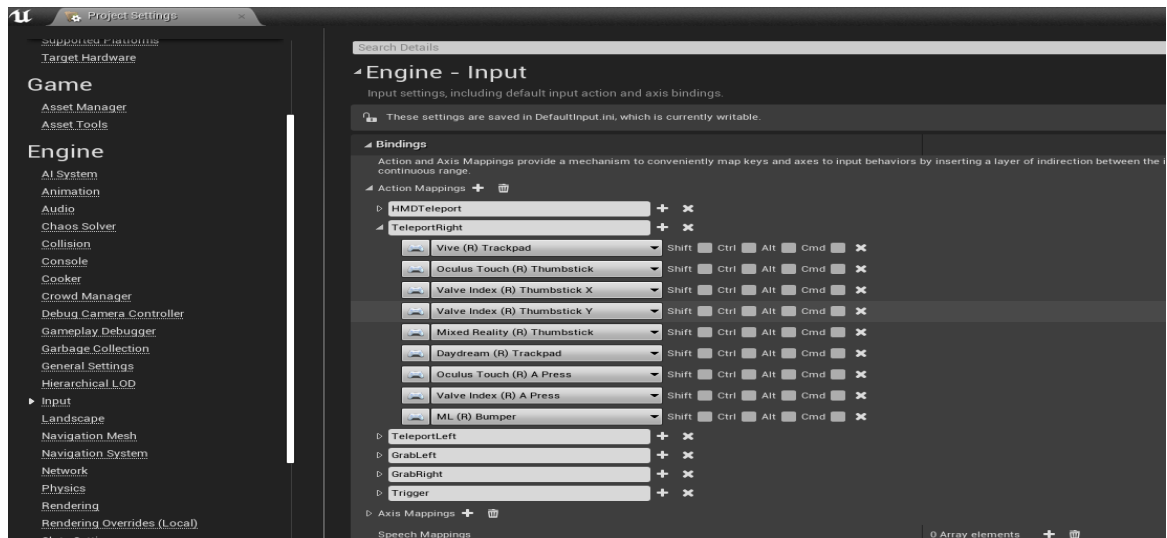 Project Settings
Supported Platforms
Target Hardware
Game
Asset Manager
Asset Tools
Engine
AI System
Animation
Audio
Chaos Solver
Collision
Console
Cooker
Crowd Manager
Debug Camera Controller
Gameplay Debugger
Garbage Collection
General Settings
Hierarchical LOD
Input
Landscape
Navigation Mesh
Navigation System
Network
Physics
Rendering
Rendering Overrides (Local)
Search Details
Engine - Input
Input settings, including default input action and axis bindings.
These settings are saved in DefaultInput.ini, which is currently writable.
Bindings
Action and Axis Mappings provide a mechanism to conveniently map keys and axes to input behaviors by inserting a layer of indirection between the i
continuous range.
Action Mappings
HMDTeleport
TeleportRight
Vive (R) Trackpad Shift Ctrl Alt Cmd
Oculus Touch (R) Thumbstick Shift Ctrl Alt Cmd
Valve Index (R) Thumbstick X Shift Ctrl Alt Cmd
Valve Index (R) Thumbstick Y Shift Ctrl Alt Cmd
Mixed Reality (R) Thumbstick Shift Ctrl Alt Cmd
Daydream (R) Trackpad Shift Ctrl Alt Cmd
Oculus Touch (R) A Press Shift Ctrl Alt Cmd
Valve Index (R) A Press Shift Ctrl Alt Cmd
ML (R) Bumper Shift Ctrl Alt Cmd
TeleportLeft
GrabLeft
GrabRight
Trigger
Axis Mappings
Speech Mappings 0 Array elements